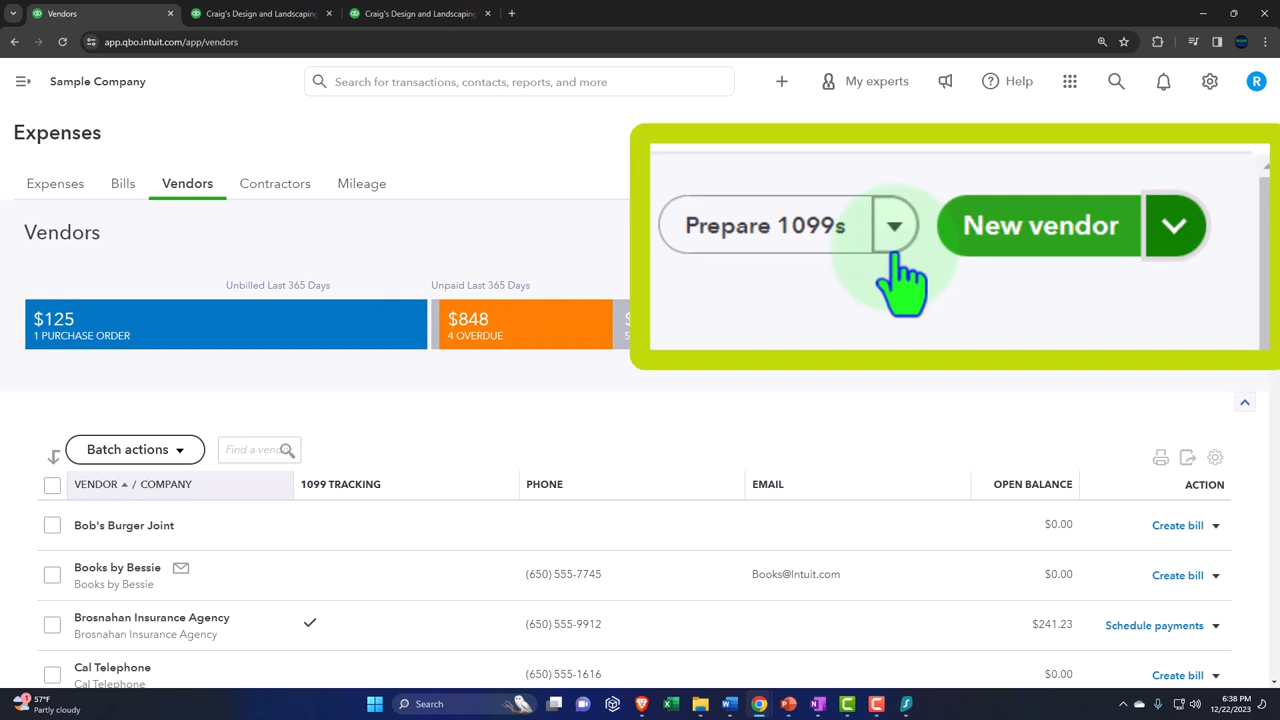 Vendors
Craig's Design and Landscaping
Craig's Design and Landscaping
app.qbo.intuit.com/app/vendors
Sample Company
Search for transactions, contacts, reports, and more
My experts
Help
R
Expenses
Expenses
Bills
Vendors
Contractors
Mileage
Prepare 1099s
New vendor
Vendors
Unbilled Last 365 Days
Unpaid Last 365 Days
$125
1 PURCHASE ORDER
$848
4 OVERDUE
Batch actions
VENDOR / COMPANY
1099 TRACKING
PHONE
EMAIL
OPEN BALANCE
ACTION
Bob's Burger Joint
$0.00
Create bill
Books by Bessie
Books by Bessie
(650) 555-7745
Books@Intuit.com
$0.00
Create bill
Brosnahan Insurance Agency
Brosnahan Insurance Agency
(650) 555-9912
$241.23
Schedule payments
Cal Telephone
Cal Telephone
(650) 555-1616
$0.00
Create bill
57°F
Partly cloudy
Search
6:38 PM
12/22/2023